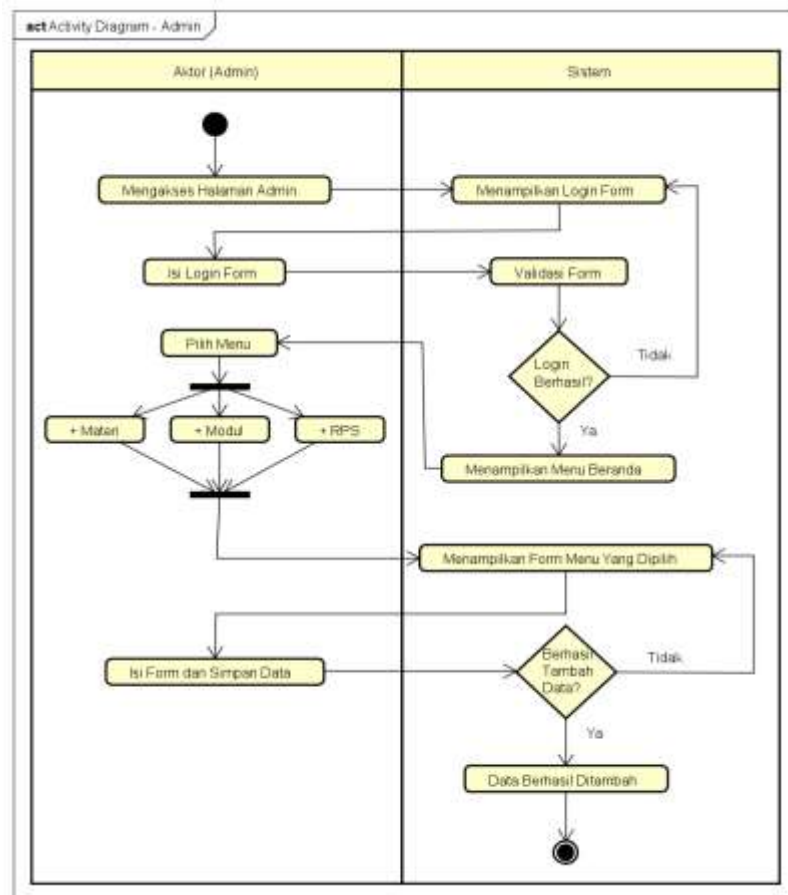 act Activity Diagram - Admin
Aktor (Admin)
Sistem
Mengakses Halaman Admin
Menampilkan Login Form
Isi Login Form
Validasi Form
Pilih Menu
Login
Berhasil?
Tidak
+ Materi
+ Modul
+ RPS
Ya
Menampilkan Menu Beranda
Menampilkan Form Menu Yang Dipilih
Isi Form dan Simpan Data
Berhasil
Tambah
Data?
Tidak
Ya
Data Berhasil Ditambah